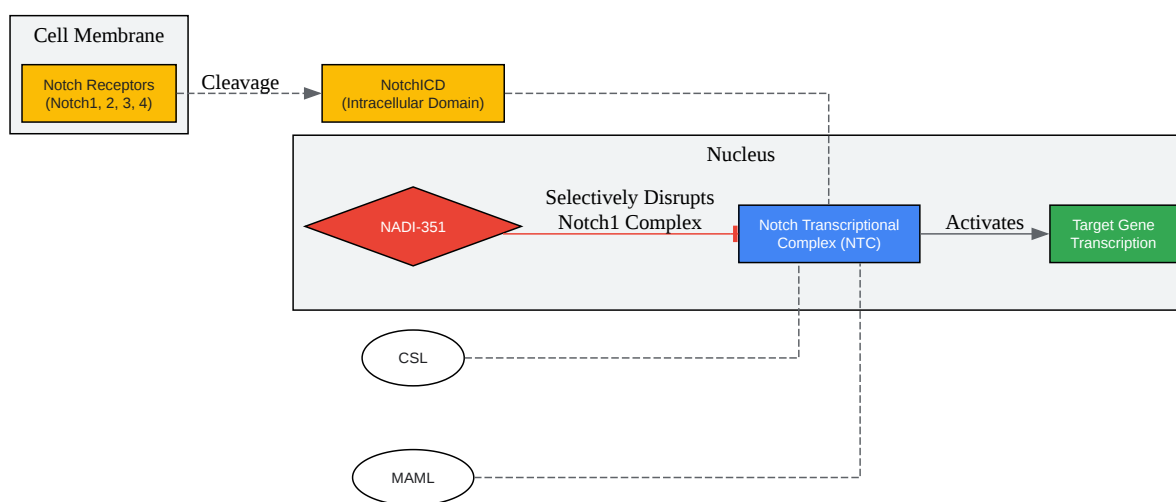 Cell Membrane
Notch Receptors
(Notch1, 2, 3, 4)
Cleavage
NotchICD
(Intracellular Domain)
Nucleus
NADI-351
Selectively Disrupts
Notch1 Complex
Notch Transcriptional
Complex (NTC)
Activates
Target Gene
Transcription
CSL
MAML